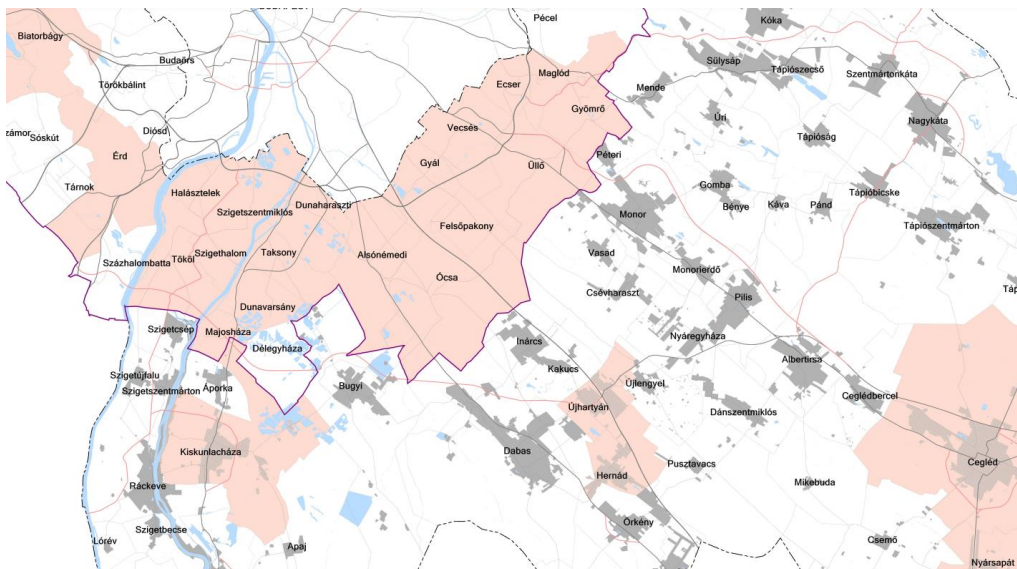 BUDAPEST
Pécel
Kóka
Biatorbágy
Budaörs
Maglód
Sülysáp
Tápiószecső
Szentmártonkáta
Törökbálint
Ecser
Mende
Gyömrő
Úri
Nagykáta
Diósd
Vecsés
Tápióság
Sóskút
Érd
Gyál
Üllő
Péteri
Tárnok
Halásztelek
Gomba
Tápióbicske
Szigetszentmiklós
Dunaharaszti
Monor
Bénye
Káva
Pánd
Felsőpakony
Tápiószentmárton
Százhalombatta
Tököl
Szigethalom
Taksony
Alsónémedi
Vasad
Ócsa
Monorierdő
Csévharaszt
Pilis
Dunavarsány
Szigetcsép
Majosháza
Nyáregyháza
Délegyháza
Inárcs
Albertirsa
Kakucs
Szigetújfalu
Áporka
Bugyi
Újlengyel
Szigetszentmárton
Ceglédbercel
Újhartyán
Dánszentmiklós
Kiskunlacháza
Dabas
Cegléd
Pusztavacs
Hernád
Mikebuda
Ráckeve
Örkény
Szigetbecse
Lórév
Apaj
Csemő
Nyársapát